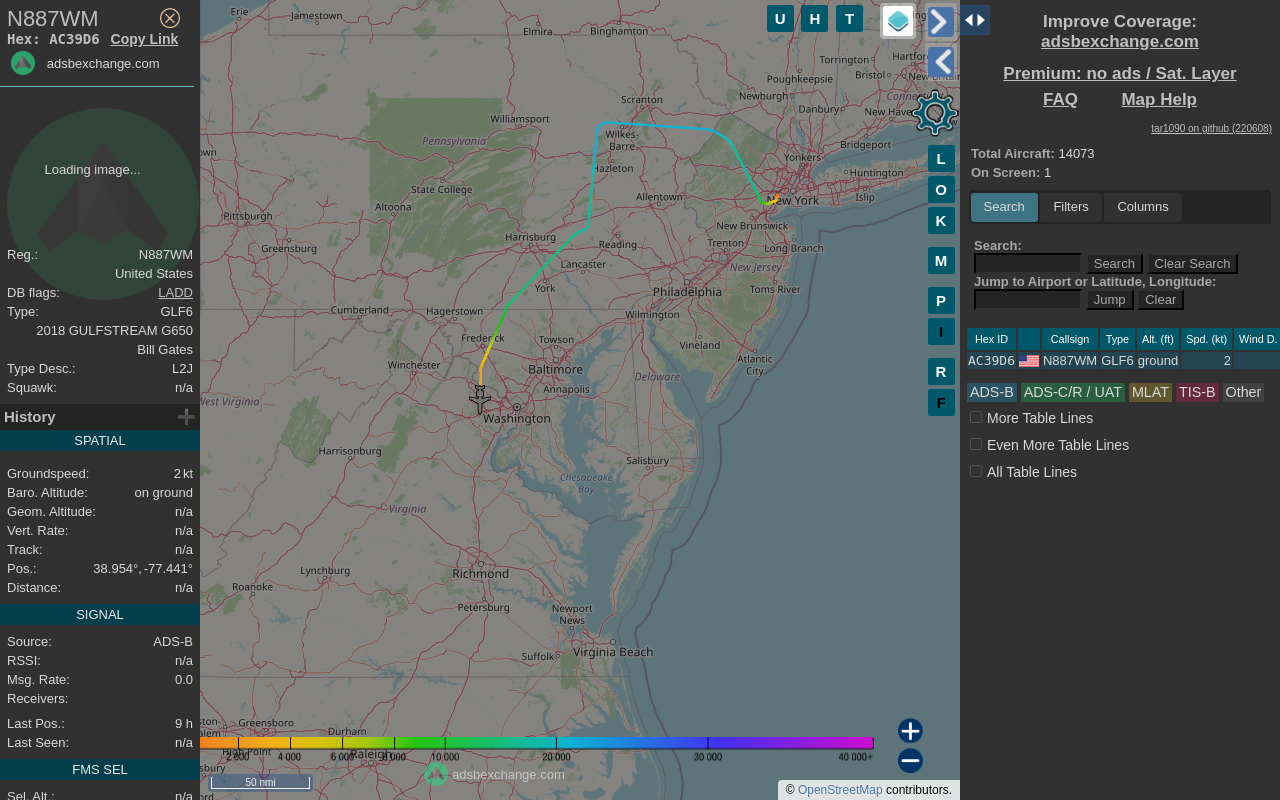 N887WM
Hex: AC39D6 Copy Link
adsbexchange.com
Loading image...
Reg.: N887WM
United States
DB flags: LADD
Type: GLF6
2018 GULFSTREAM G650
Bill Gates
Type Desc.: L2J
Squawk: n/a
History
SPATIAL
Groundspeed: 2 kt
Baro. Altitude: on ground
Geom. Altitude: n/a
Vert. Rate: n/a
Track: n/a
Pos.: 38.954°, -77.441°
Distance: n/a
SIGNAL
Source: ADS-B
RSSI: n/a
Msg. Rate: 0.0
Receivers:
Last Pos.: 9 h
Last Seen: n/a
FMS SEL
Sel. Alt.: n/a
U H T
L
O
K
M
P
I
R
F
Erie
Jamestown
Elmira
Binghamton
Torrington
Hartford
Poughkeepsie
Bristol
Scranton
Newburgh
Danbury
Connecticut
New Haven
Williamsport
Wilkes-
Barre
Pennsylvania
Yonkers
Bridgeport
Hazleton
Huntington
State College
Allentown
New York
Islip
Altoona
Pittsburgh
New Brunswick
Harrisburg
Reading
Trenton
Long Branch
Greensburg
Lancaster
New Jersey
York
Philadelphia
Toms River
Cumberland
Hagerstown
Wilmington
Frederick
Towson
Vineland
Winchester
Baltimore
Atlantic
City
Delaware
Annapolis
West Virginia
Washington
Harrisonburg
Salisbury
Chesapeake
Bay
Virginia
Lynchburg
Richmond
Roanoke
Petersburg
Newport
News
Suffolk
Virginia Beach
Greensboro
Durham
High Point
Raleigh
2 000 4 000 6 000 8 000 10 000 20 000 30 000 40 000+
adsbexchange.com
50 nmi
© OpenStreetMap contributors.
Improve Coverage:
adsbexchange.com
Premium: no ads / Sat. Layer
FAQ Map Help
tar1090 on github (220608)
Total Aircraft: 14073
On Screen: 1
Search Filters Columns
Search:
Search Clear Search
Jump to Airport or Latitude, Longitude:
Jump Clear
Hex ID Callsign Type Alt. (ft) Spd. (kt) Wind D.
AC39D6 N887WM GLF6 ground 2
ADS-B ADS-C/R / UAT MLAT TIS-B Other
More Table Lines
Even More Table Lines
All Table Lines